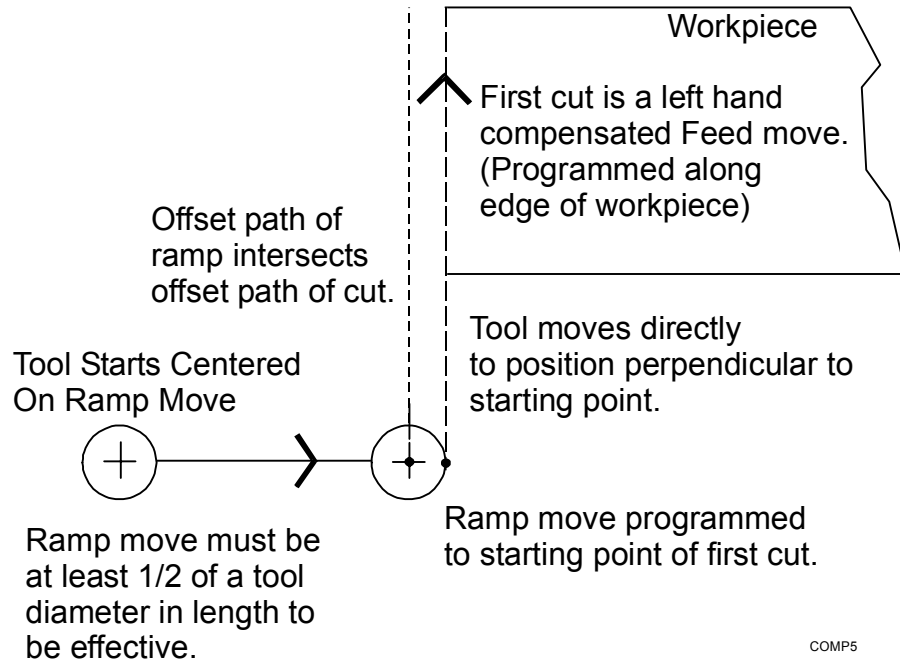 Workpiece
First cut is a left hand
compensated Feed move.
(Programmed along
edge of workpiece)
Offset path of
ramp intersects
offset path of cut.
Tool moves directly
to position perpendicular to
starting point.
Tool Starts Centered
On Ramp Move
Ramp move programmed
to starting point of first cut.
Ramp move must be
at least 1/2 of a tool
diameter in length to
be effective.
COMP5